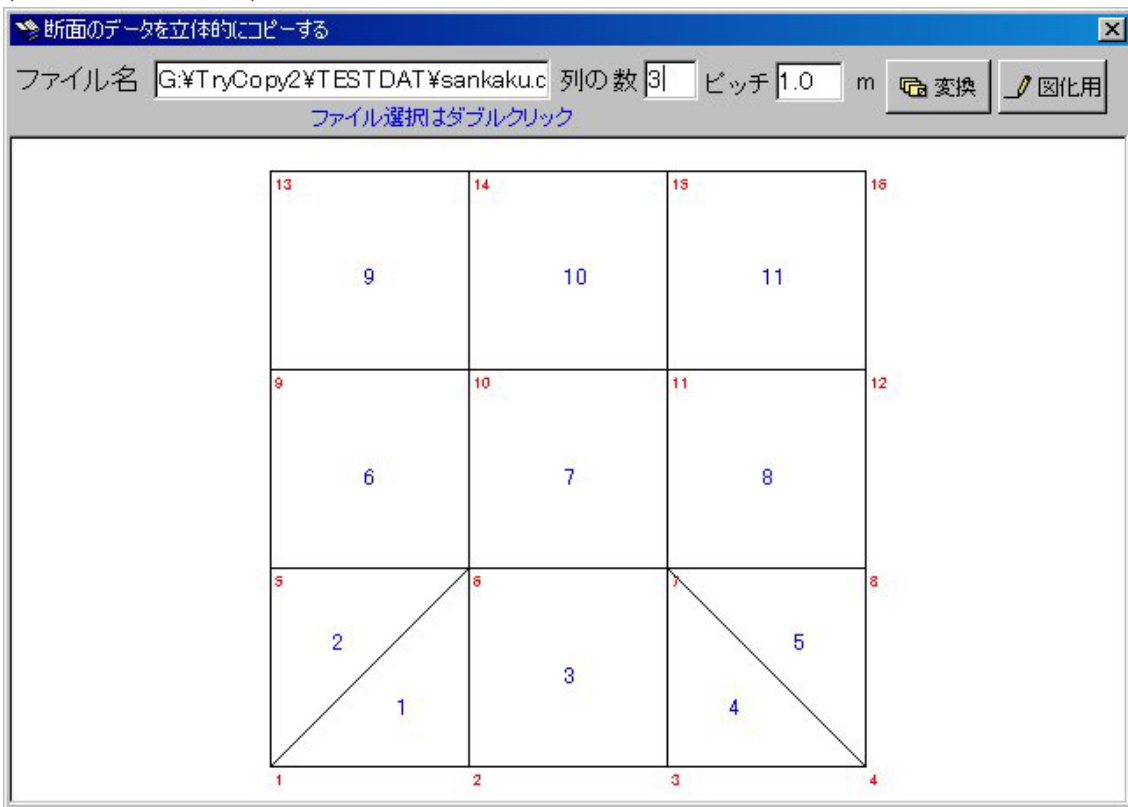 断面のデータを立体的にコピーする
ファイル名 G:¥TryCopy2¥TESTDAT¥sankaku.c 列の数 3 ピッチ 1.0 m 変換 図化用
ファイル選択はダブルクリック
13 14 15 16
9 10 11
9 10 11 12
6 7 8
5 6 7 8
2 5
3
1 4
1 2 3 4